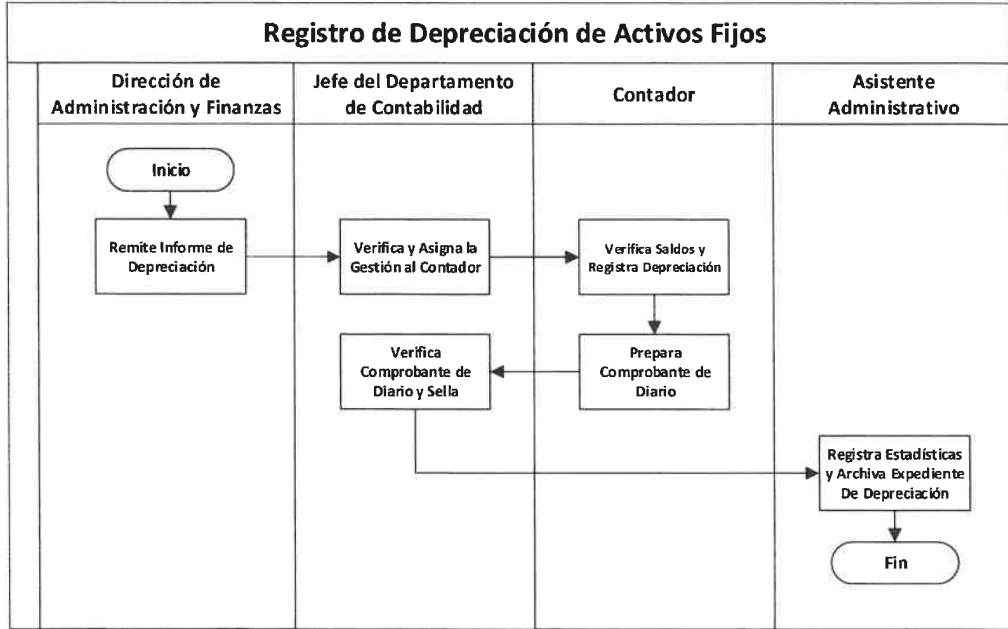 Registro de Depreciación de Activos Fijos
Dirección de
Administración y Finanzas
Jefe del Departamento
de Contabilidad
Contador
Asistente
Administrativo
Inicio
Remite Informe de
Depreciación
Verifica y Asigna la
Gestión al Contador
Verifica Saldos y
Registra Depreciación
Verifica
Comprobante de
Diario y Sella
Prepara
Comprobante de
Diario
Registra Estadísticas
y Archiva Expediente
De Depreciación
Fin